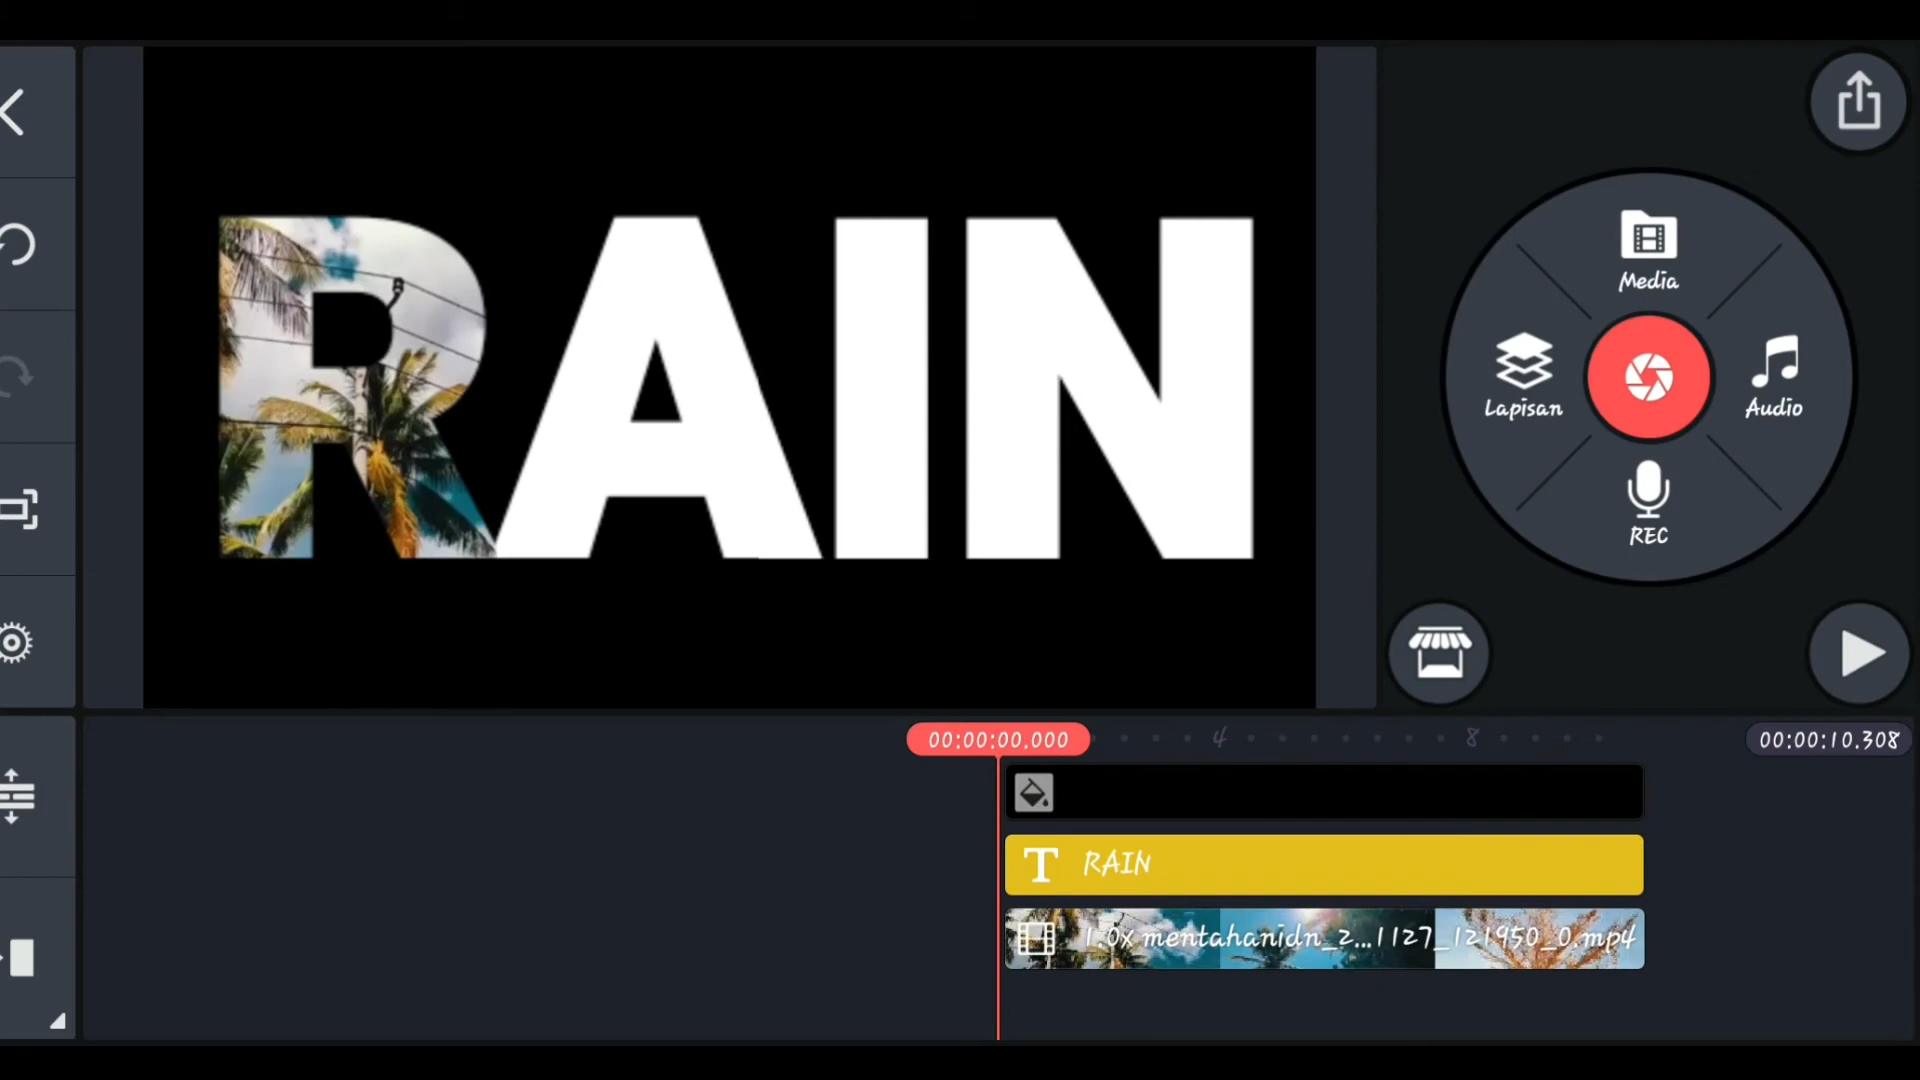 RAIN
Media
Lapisan
Audio
REC
00:00:00.000
4
8
00:00:10.308
T RAIN
1.0x mentahanidn_2...1127_121950_0.mp4